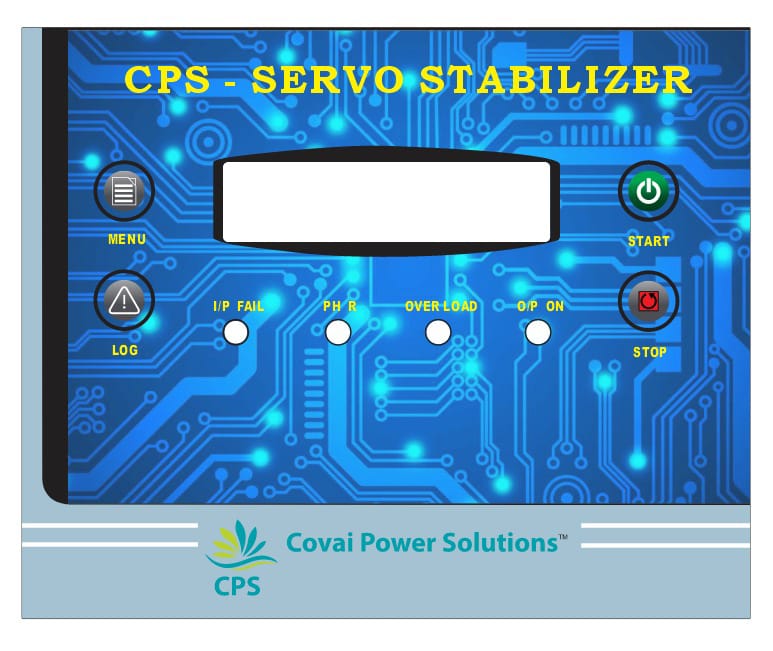 CPS - SERVO STABILIZER
MENU
START
I/P FAIL
PH R
OVER LOAD
O/P ON
LOG
STOP
Covai Power Solutions™
CPS